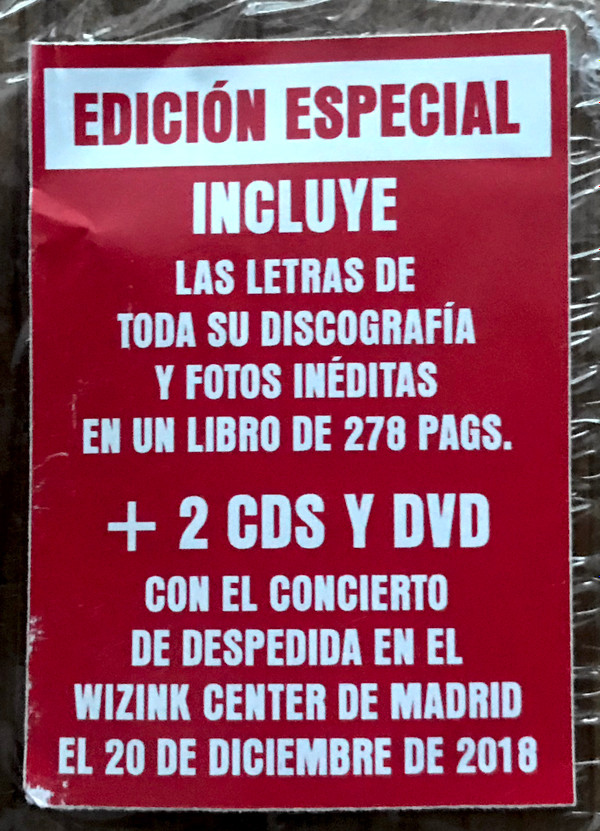 EDICIÓN ESPECIAL
INCLUYE
LAS LETRAS DE
TODA SU DISCOGRAFÍA
Y FOTOS INÉDITAS
EN UN LIBRO DE 278 PAGS.
+ 2 CDS Y DVD
CON EL CONCIERTO
DE DESPEDIDA EN EL
WIZINK CENTER DE MADRID
EL 20 DE DICIEMBRE DE 2018